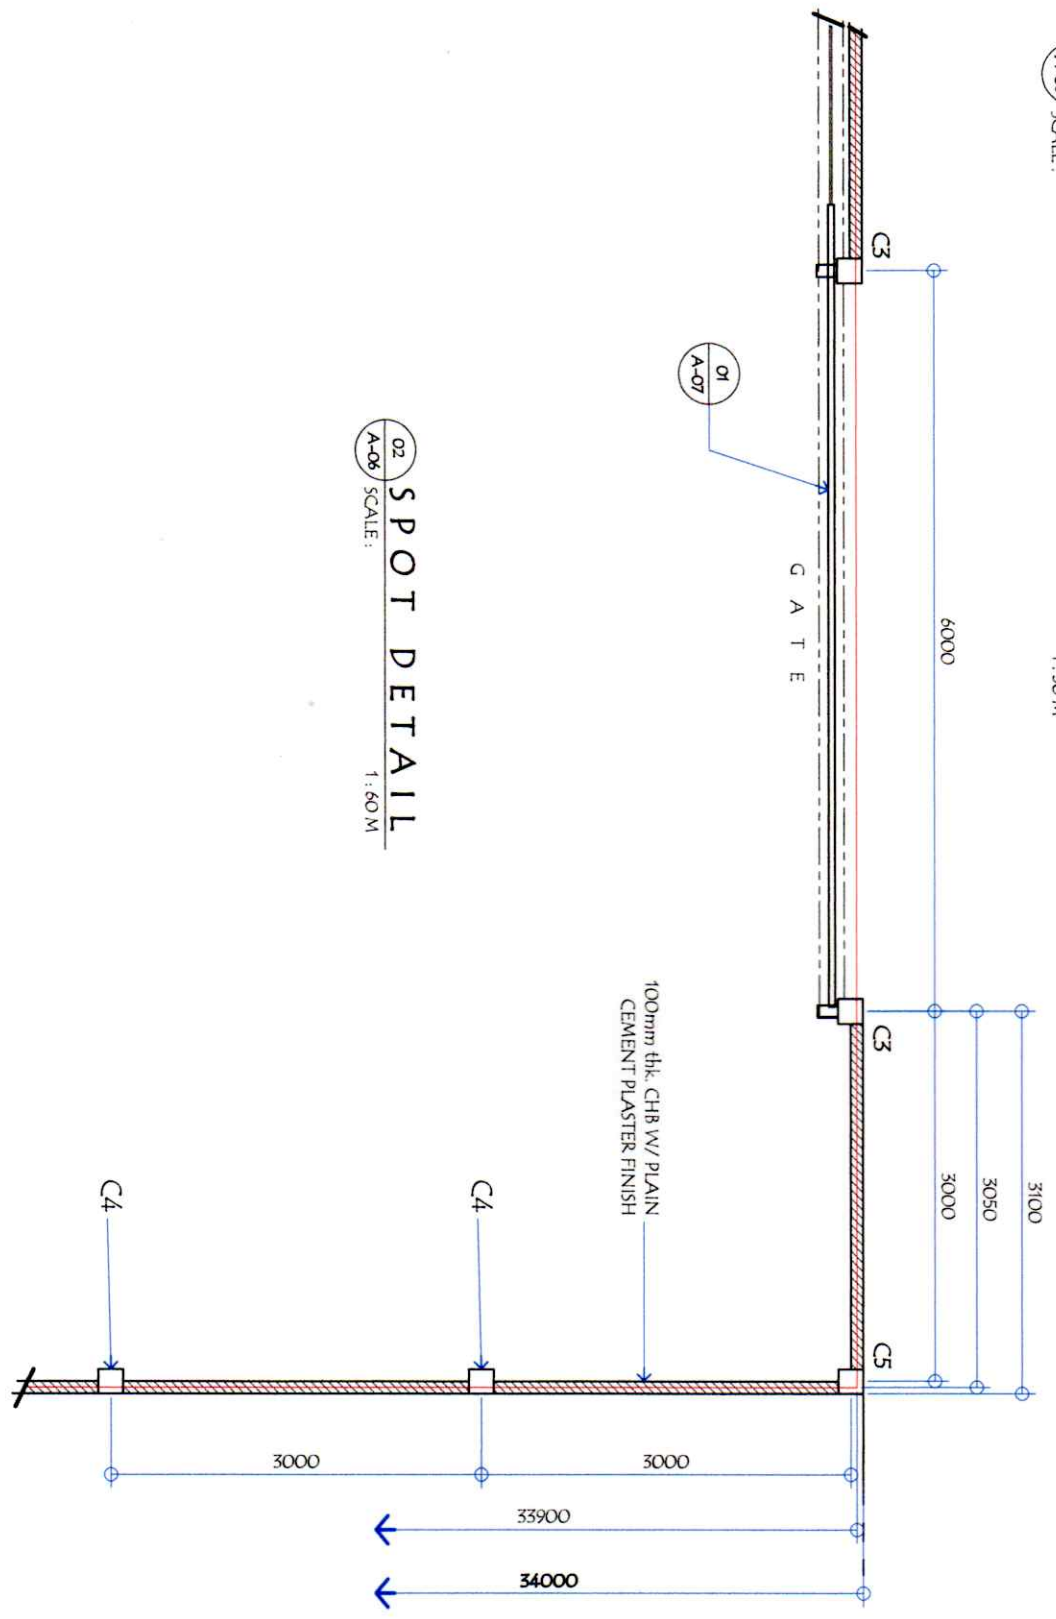 SCALE :
C3
6000
01
A-07
G A T E
02
A-06
SPOT DETAIL
SCALE :
1 : 60 M
C3
3100
3050
3000
100mm thk. CHB W/ PLAIN
CEMENT PLASTER FINISH
C5
C4
C4
3000
3000
33900
34000